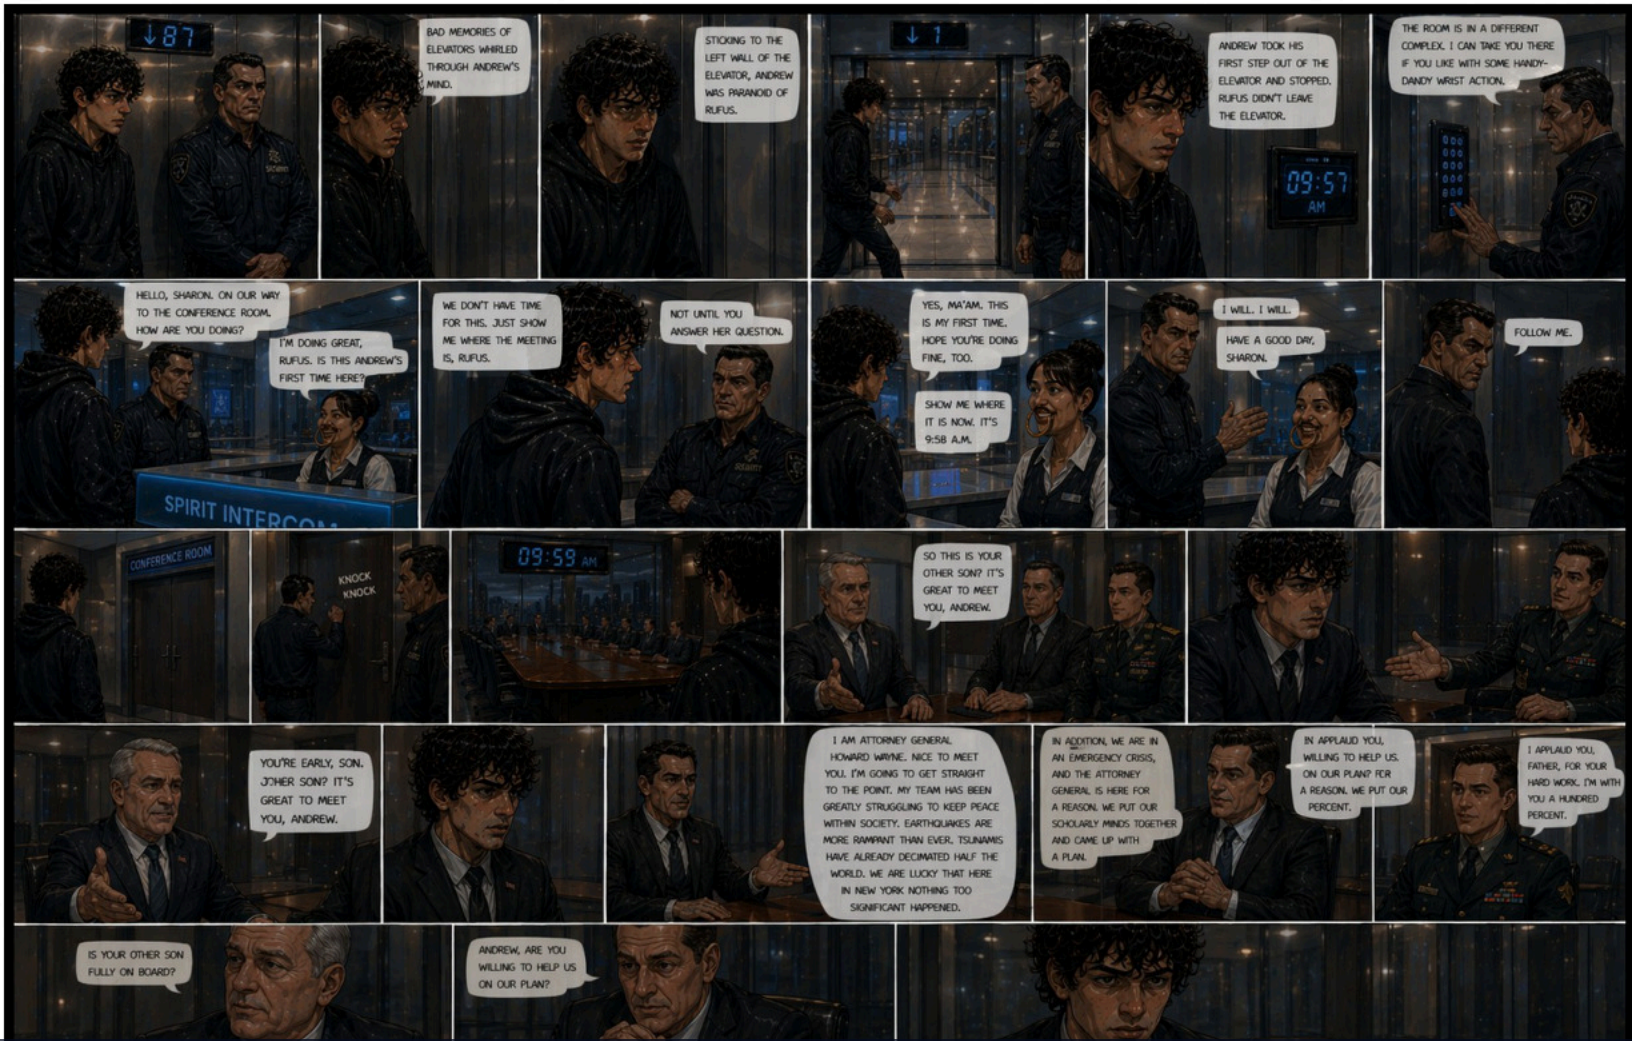 ↓87
SECURITY
BAD MEMORIES OF
ELEVATORS WHIRLED
THROUGH ANDREW'S
MIND.
STICKING TO THE
LEFT WALL OF THE
ELEVATOR, ANDREW
WAS PARANOID OF
RUFUS.
↓ 1
ANDREW TOOK HIS
FIRST STEP OUT OF THE
ELEVATOR AND STOPPED.
RUFUS DIDN'T LEAVE
THE ELEVATOR.
09:57
AM
THE ROOM IS IN A DIFFERENT
COMPLEX. I CAN TAKE YOU THERE
IF YOU LIKE WITH SOME HANDY-
DANDY WRIST ACTION.
HELLO, SHARON. ON OUR WAY
TO THE CONFERENCE ROOM.
HOW ARE YOU DOING?
I'M DOING GREAT,
RUFUS. IS THIS ANDREW'S
FIRST TIME HERE?
SPIRIT INTERCOM
WE DON'T HAVE TIME
FOR THIS. JUST SHOW
ME WHERE THE MEETING
IS, RUFUS.
NOT UNTIL YOU
ANSWER HER QUESTION.
YES, MA'AM. THIS
IS MY FIRST TIME.
HOPE YOU'RE DOING
FINE, TOO.
SHOW ME WHERE
IT IS NOW. IT'S
9:58 A.M.
I WILL. I WILL.
HAVE A GOOD DAY,
SHARON.
FOLLOW ME.
CONFERENCE ROOM
KNOCK
KNOCK
09:59 AM
SO THIS IS YOUR
OTHER SON? IT'S
GREAT TO MEET
YOU, ANDREW.
YOU'RE EARLY, SON.
SON? IT'S
GREAT TO MEET
YOU, ANDREW.
I AM ATTORNEY GENERAL
HOWARD WAYNE. NICE TO MEET
YOU. I'M GOING TO GET STRAIGHT
TO THE POINT. MY TEAM HAS BEEN
GREATLY STRUGGLING TO KEEP PEACE
WITHIN SOCIETY. EARTHQUAKES ARE
MORE RAMPANT THAN EVER. TSUNAMIS
HAVE ALREADY DECIMATED HALF THE
WORLD. WE ARE LUCKY THAT HERE
IN NEW YORK NOTHING TOO
SIGNIFICANT HAPPENED.
IN ADDITION, WE ARE IN
AN EMERGENCY CRISIS,
AND THE ATTORNEY
GENERAL IS HERE FOR
A REASON. WE PUT OUR
SCHOLARLY MINDS TOGETHER
AND CAME UP WITH
A PLAN.
IN APPLAUD YOU,
WILLING TO HELP US.
ON OUR PLAN? FOR
A REASON. WE PUT OUR
PERCENT.
I APPLAUD YOU,
FATHER, FOR YOUR
HARD WORK. I'M WITH
YOU A HUNDRED
PERCENT.
IS YOUR OTHER SON
FULLY ON BOARD?
ANDREW, ARE YOU
WILLING TO HELP US
ON OUR PLAN?